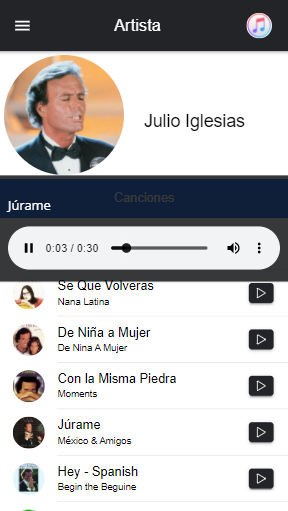 Artista
Julio Iglesias
Canciones
Júrame
0:03 / 0:30
Se Que Volveras
Nana Latina
De Niña a Mujer
De Nina A Mujer
Con la Misma Piedra
Moments
Júrame
México & Amigos
Hey - Spanish
Begin the Beguine